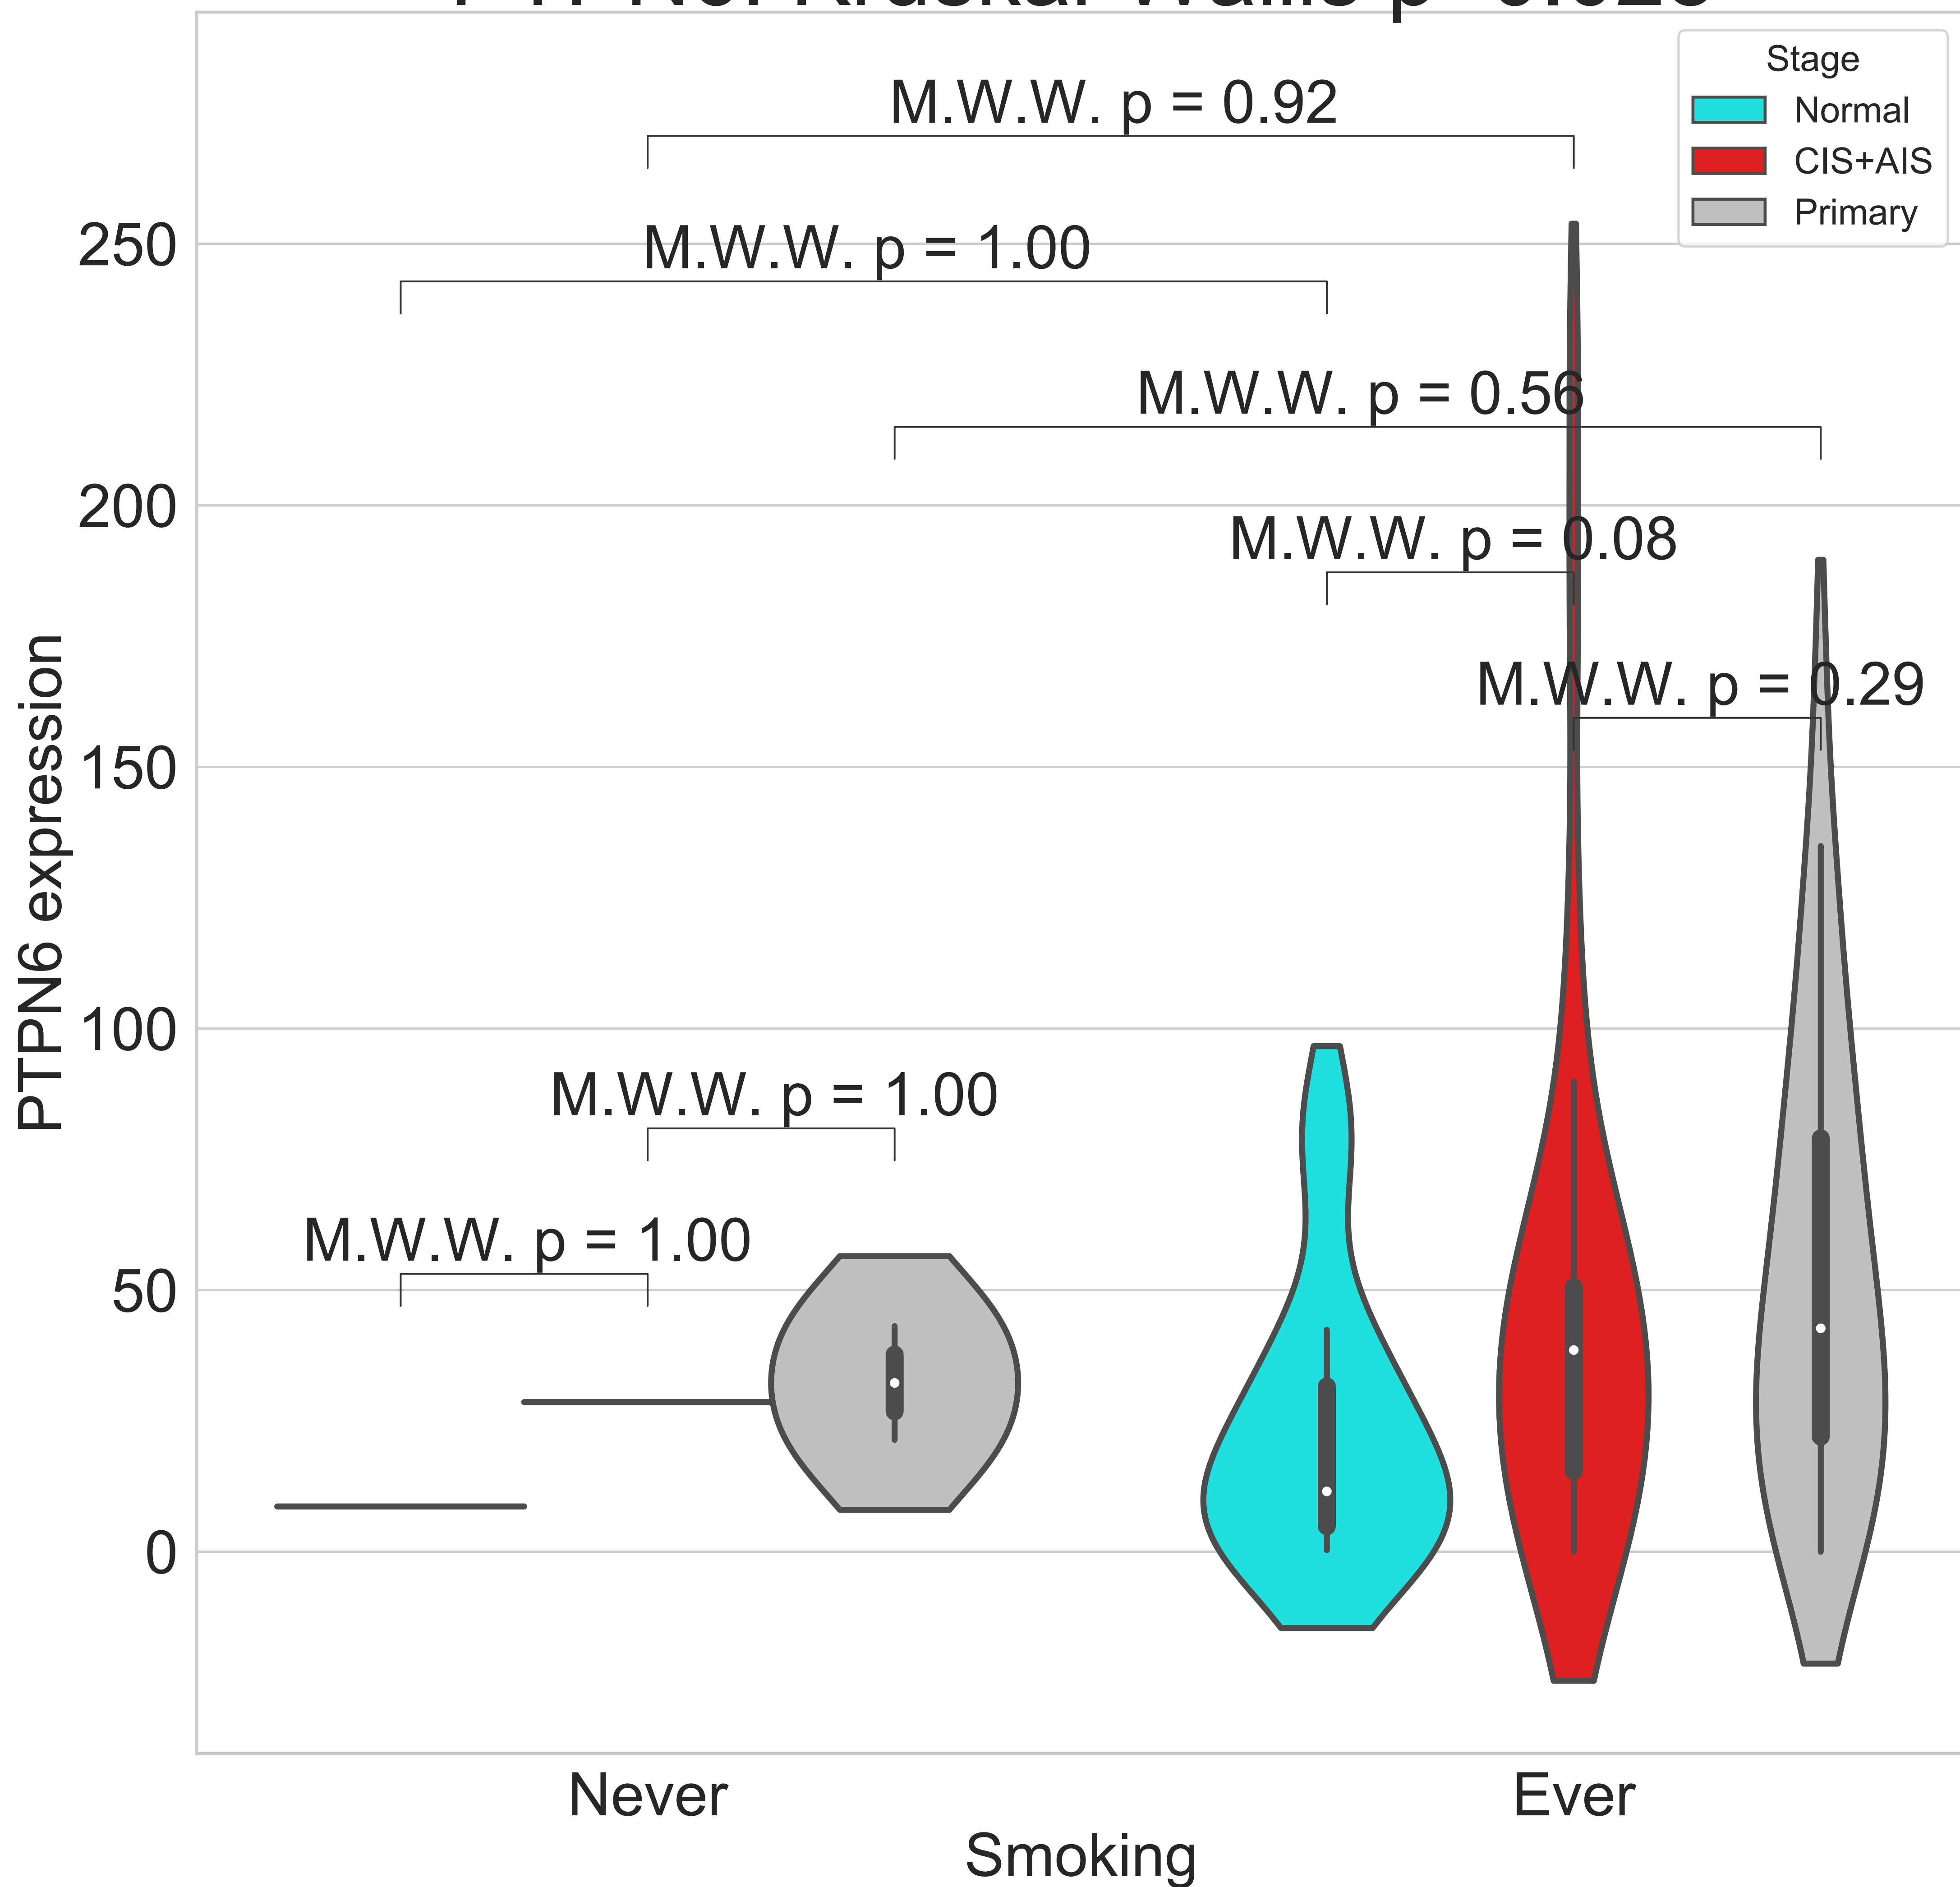 Stage
Normal
CIS+AIS
Primary
M.W.W. p = 0.92
M.W.W. p = 1.00
M.W.W. p = 0.56
M.W.W. p = 0.08
M.W.W. p = 0.29
M.W.W. p = 1.00
M.W.W. p = 1.00
250
200
150
100
50
0
PTPN6 expression
Never
Ever
Smoking